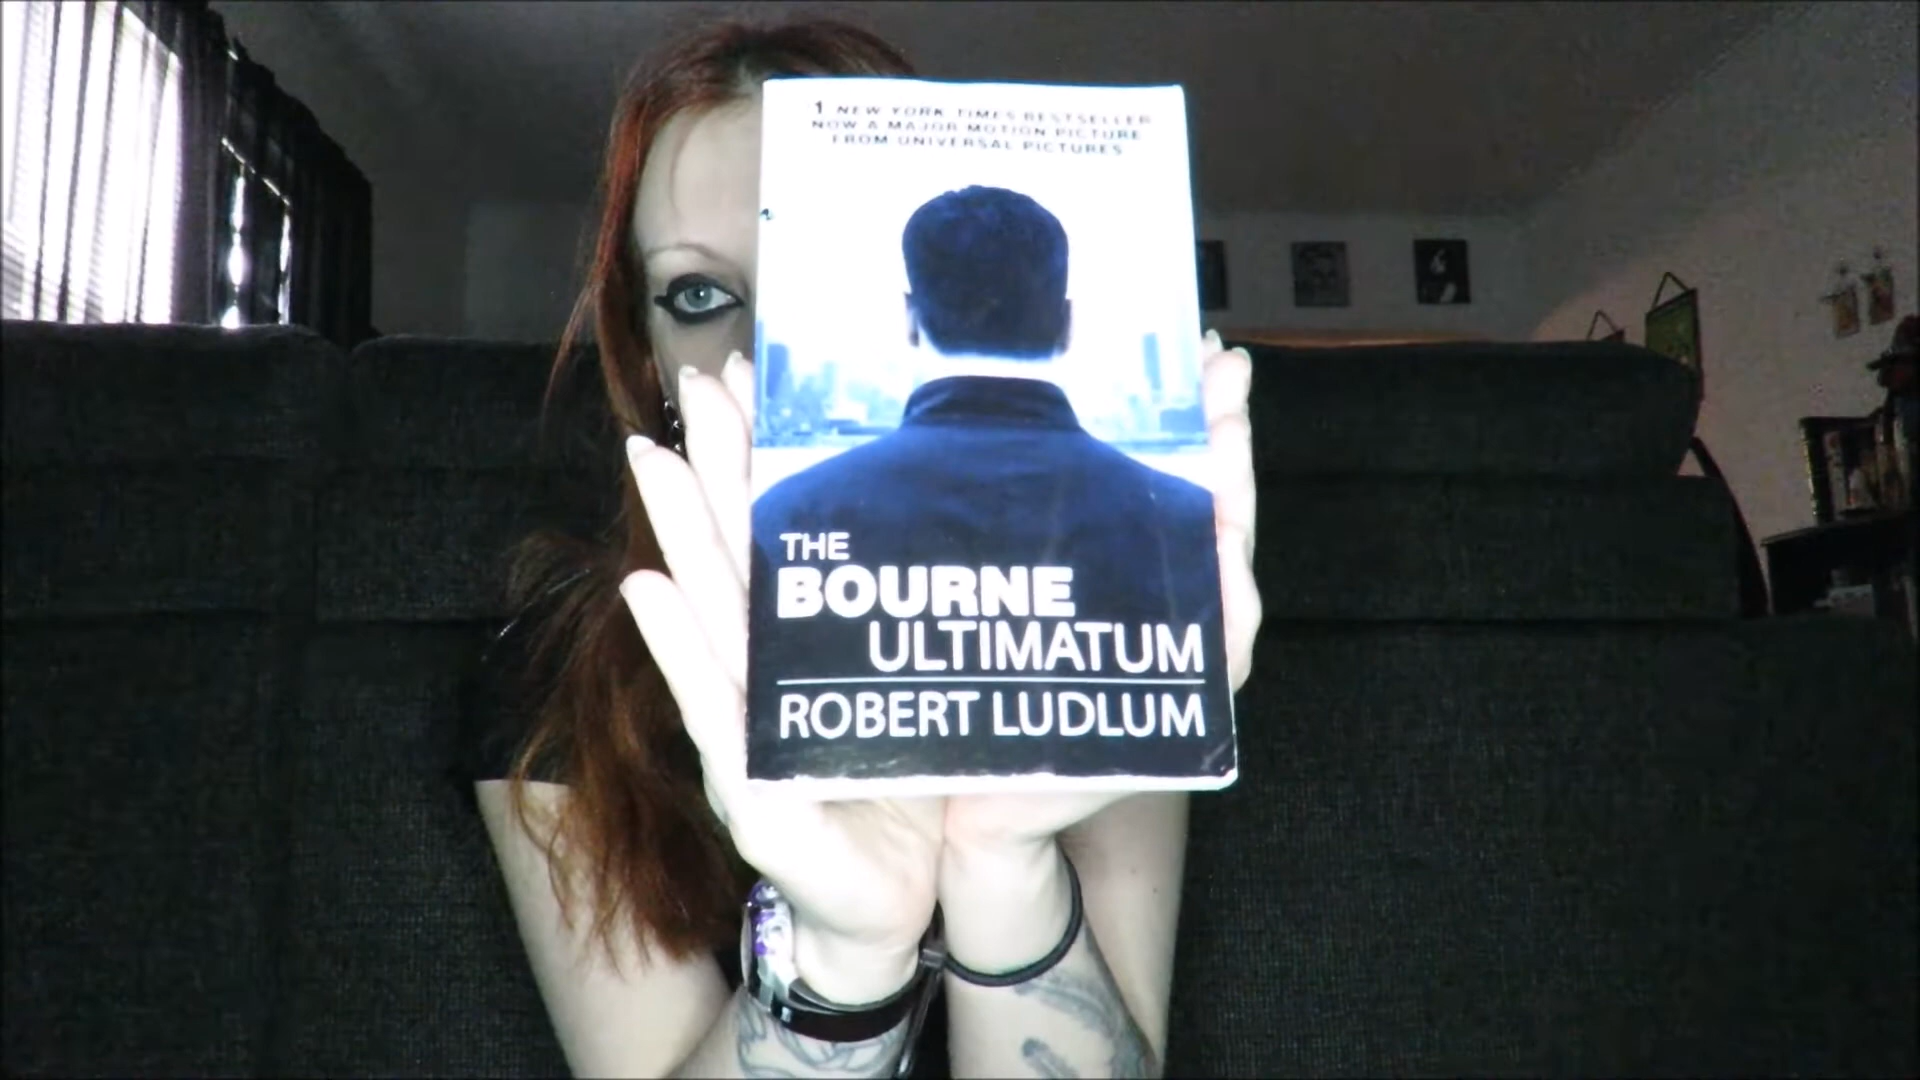 1 NEW YORK TIMES BESTSELLER
NOW A MAJOR MOTION PICTURE
FROM UNIVERSAL PICTURES
THE
BOURNE
ULTIMATUM
ROBERT LUDLUM